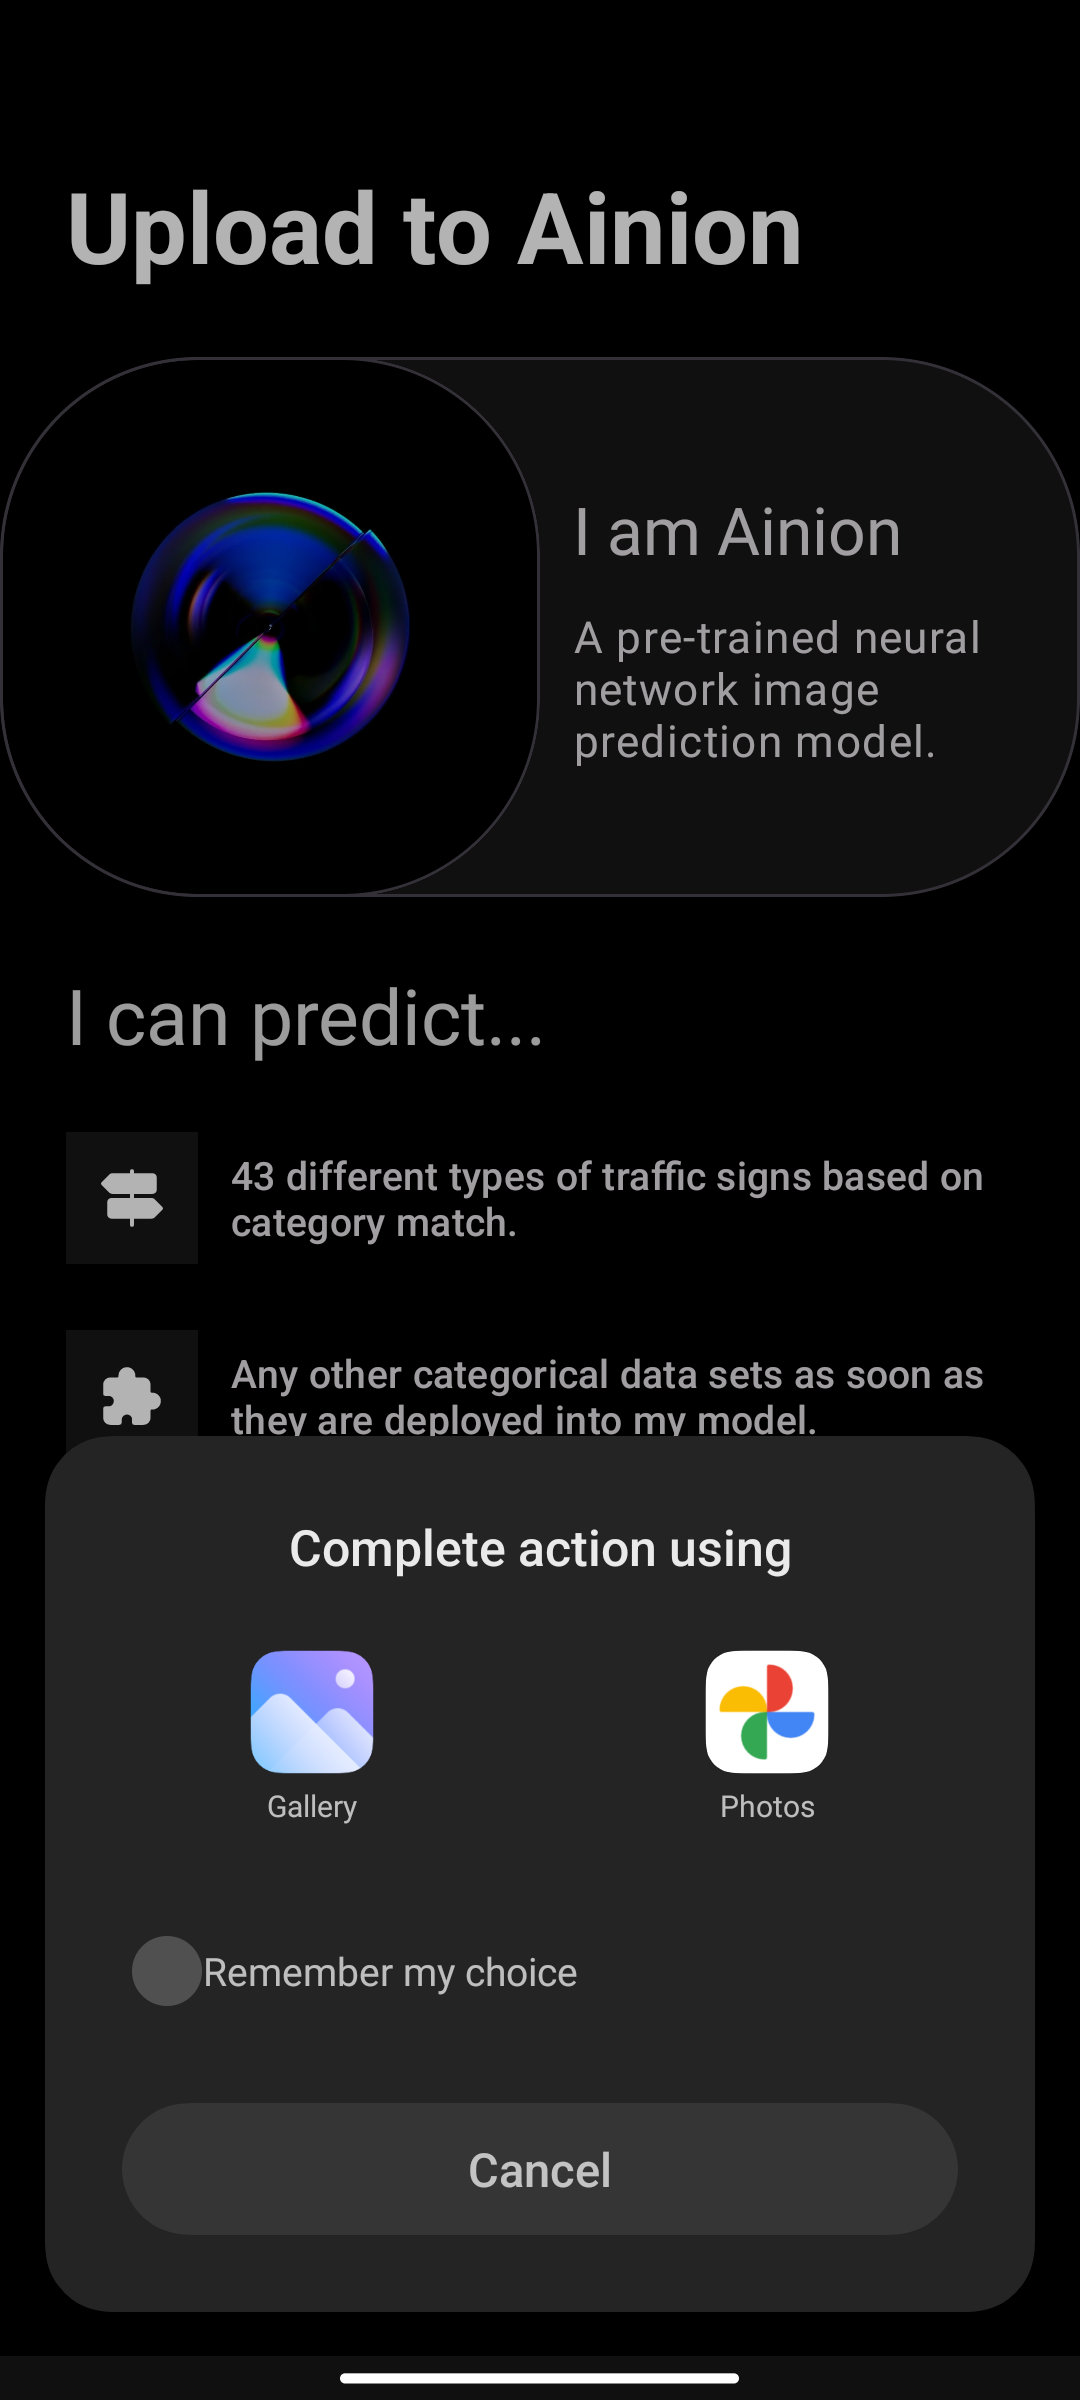 Upload to Ainion
I am Ainion
A pre-trained neural
network image
prediction model.
I can predict...
43 different types of traffic signs based on
category match.
Any other categorical data sets as soon as
they are deployed into my model.
Complete action using
Gallery
Photos
Remember my choice
Cancel